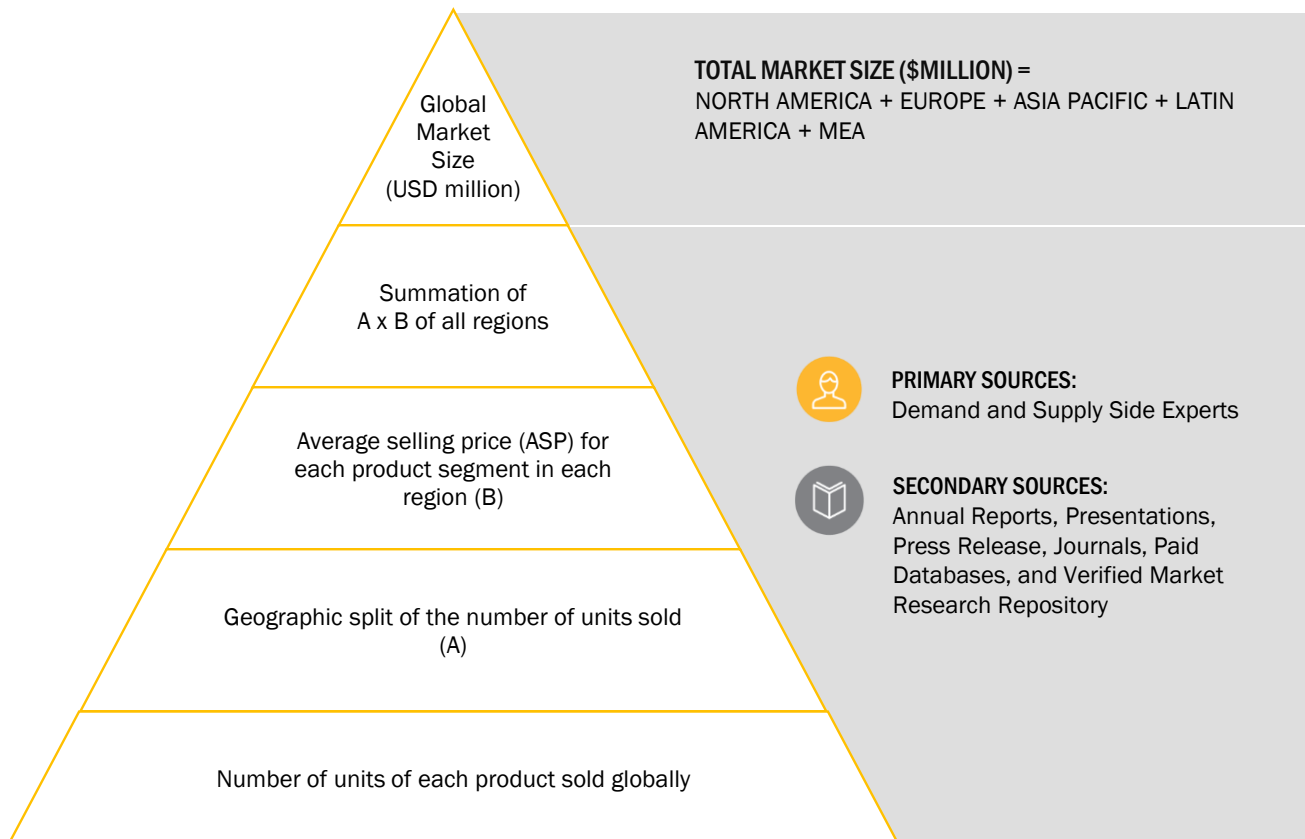 Global
Market
Size
(USD million)
TOTAL MARKET SIZE ($MILLION) =
NORTH AMERICA + EUROPE + ASIA PACIFIC + LATIN
AMERICA + MEA
Summation of
A x B of all regions
Average selling price (ASP) for
each product segment in each
region (B)
Geographic split of the number of units sold
(A)
Number of units of each product sold globally
PRIMARY SOURCES:
Demand and Supply Side Experts
SECONDARY SOURCES:
Annual Reports, Presentations,
Press Release, Journals, Paid
Databases, and Verified Market
Research Repository